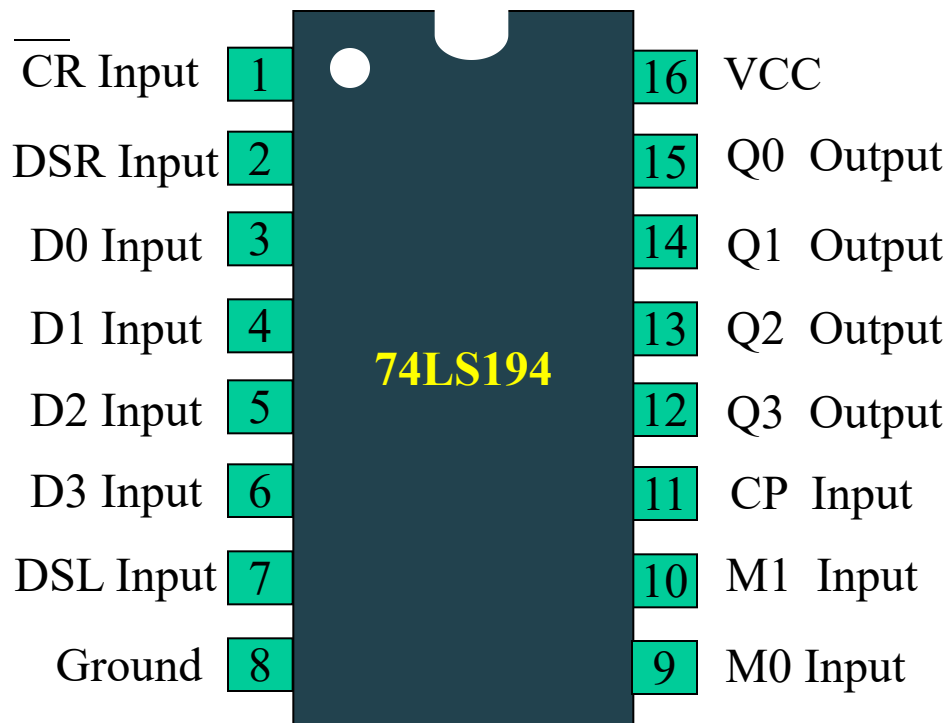 C̅R̅ Input 1 16 VCC
DSR Input 2 15 Q0 Output
D0 Input 3 14 Q1 Output
D1 Input 4 13 Q2 Output
74LS194
D2 Input 5 12 Q3 Output
D3 Input 6 11 CP Input
DSL Input 7 10 M1 Input
Ground 8 9 M0 Input